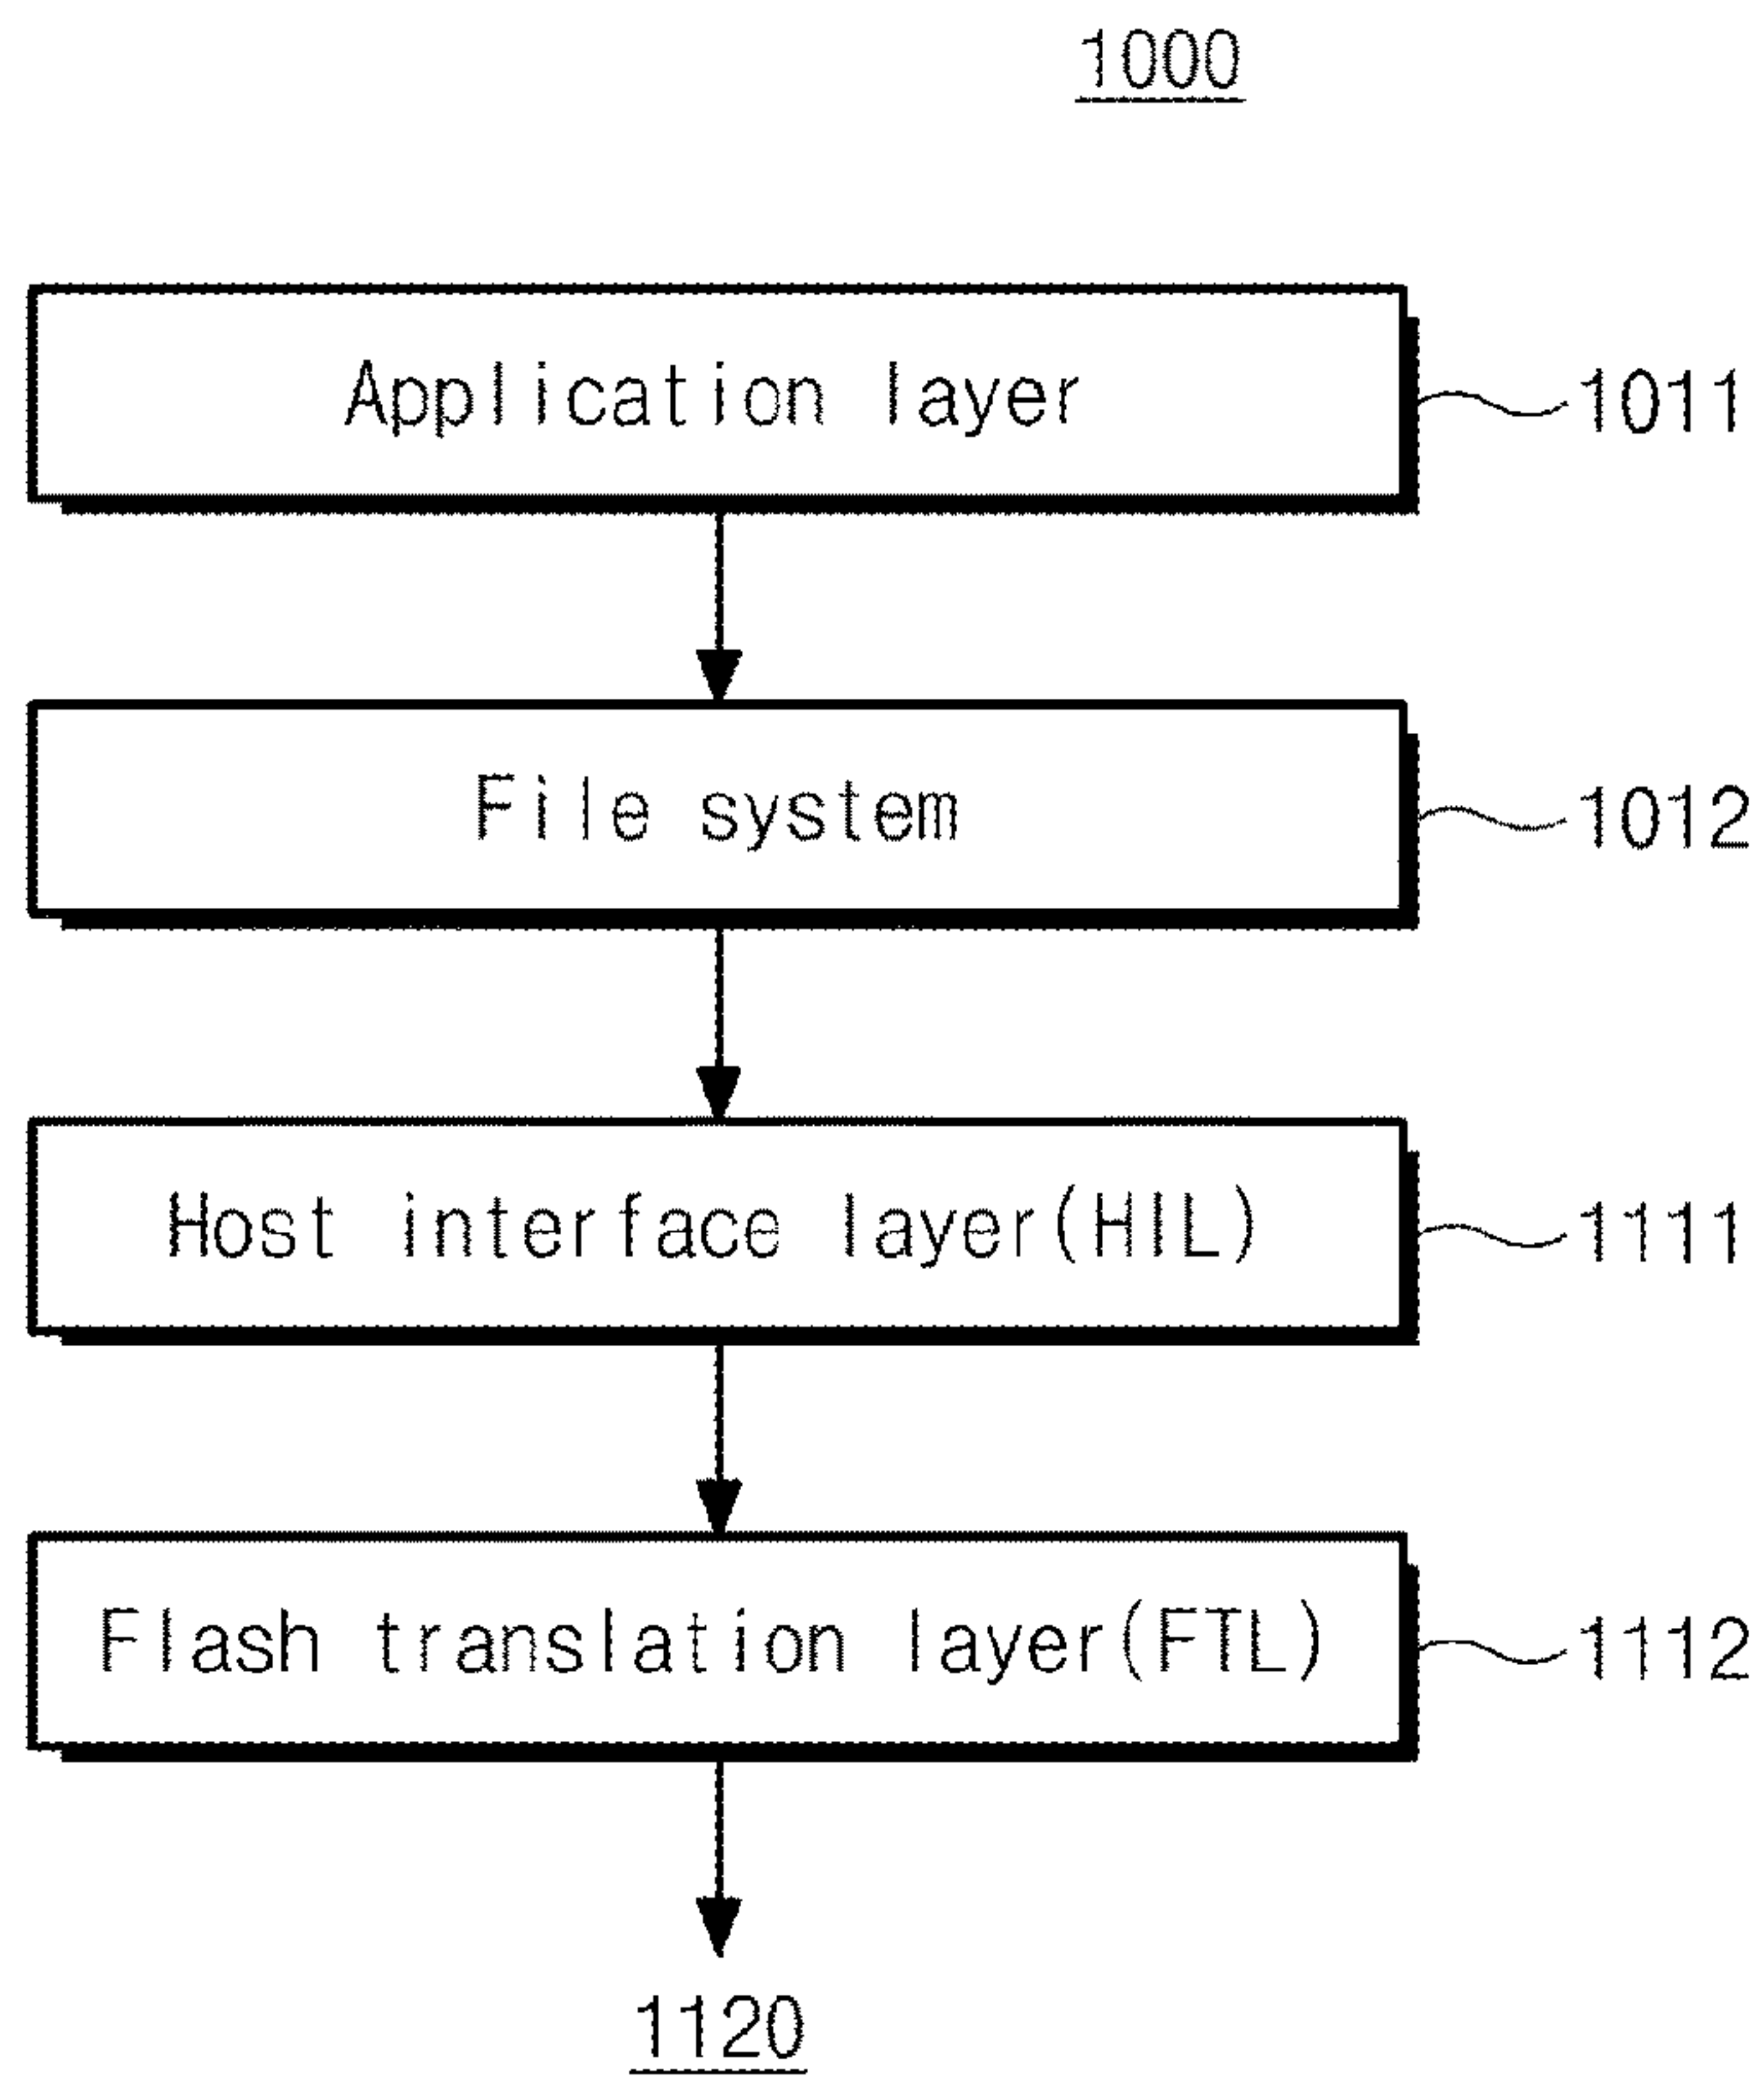 1000
Application layer
1011
File system
1012
Host interface layer(HIL)
1111
Flash translation layer(FTL)
1112
1120